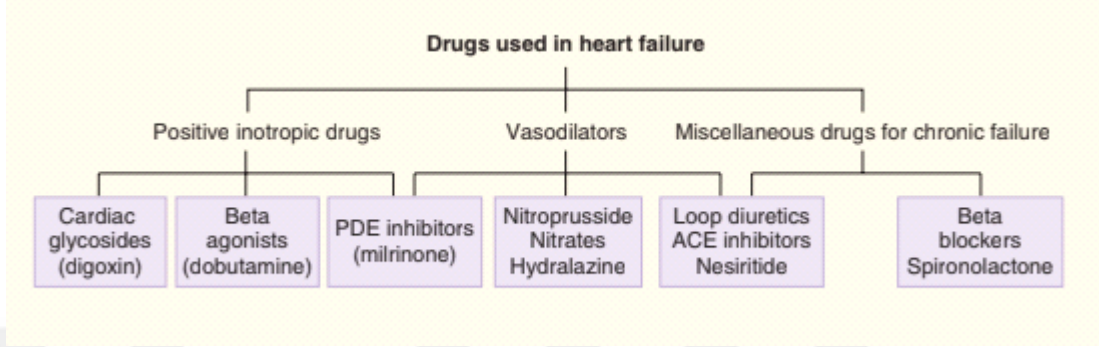 Drugs used in heart failure
Positive inotropic drugs
Vasodilators
Miscellaneous drugs for chronic failure
Cardiac
glycosides
(digoxin)
Beta
agonists
(dobutamine)
PDE inhibitors
(milrinone)
Nitroprusside
Nitrates
Hydralazine
Loop diuretics
ACE inhibitors
Nesiritide
Beta
blockers
Spironolactone